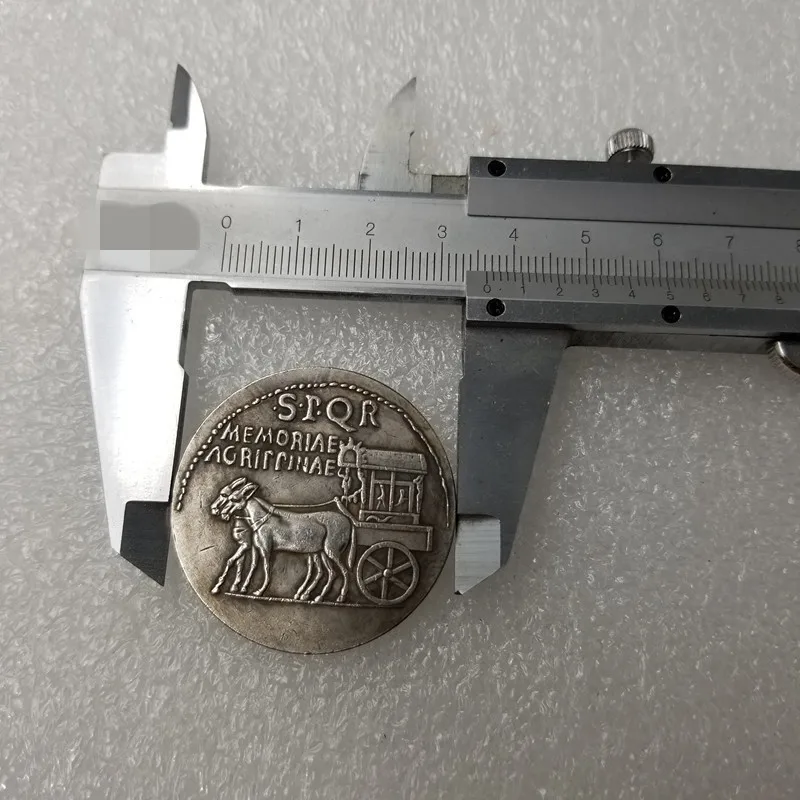 0 1 2 3 4 5 6 7 8
0 1 2 3 4 5 6 7 8
S·P·Q·R
MEMORIAE
AGRIPPINAE